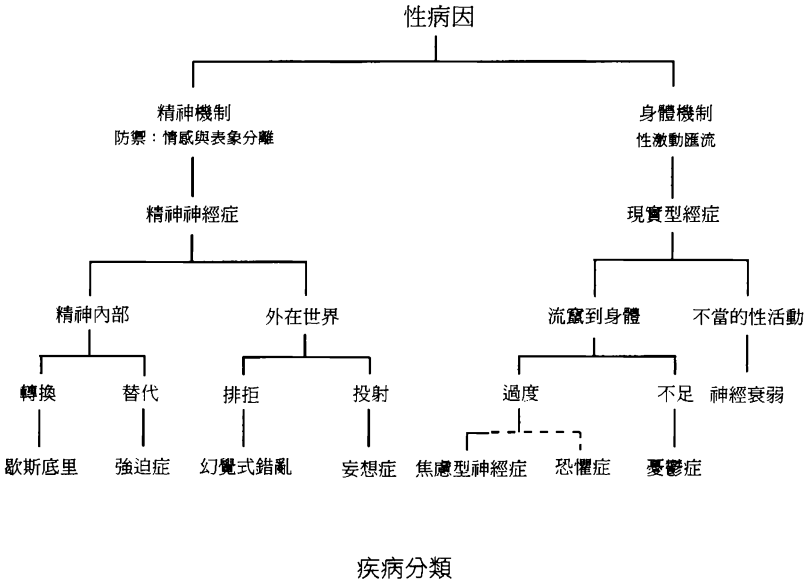 性病因
精神機制
身體機制
防禦：情感與表象分離
性激動匯流
精神神經症
現實型經症
精神內部
外在世界
流竄到身體
不當的性活動
轉換
替代
排拒
投射
過度
不足
神經衰弱
歇斯底里
強迫症
幻覺式錯亂
妄想症
焦慮型神經症
恐懼症
憂鬱症
疾病分類